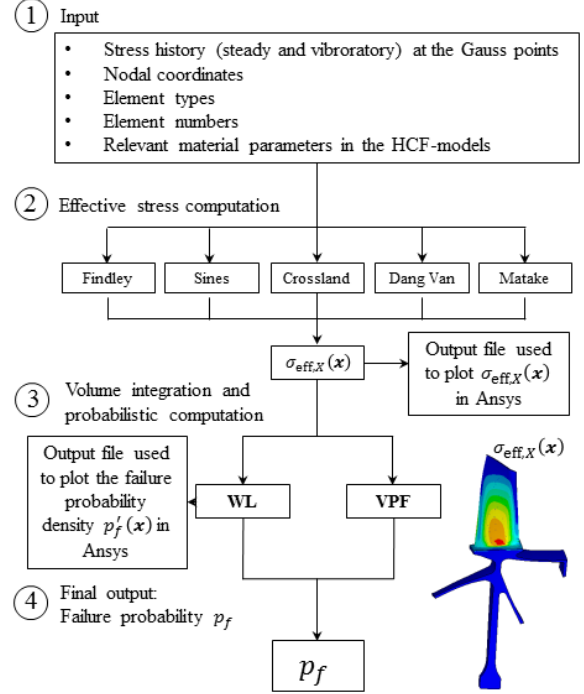 1 Input
• Stress history (steady and vibroratory) at the Gauss points
• Nodal coordinates
• Element types
• Element numbers
• Relevant material parameters in the HCF-models
2 Effective stress computation
Findley
Sines
Crossland
Dang Van
Matake
σeff,X(x)
Output file used
to plot σeff,X(x)
in Ansys
3 Volume integration and
probabilistic computation
Output file used
to plot the failure
probability
density p′f(x) in
Ansys
WL
VPF
σeff,X(x)
4 Final output:
Failure probability pf
pf